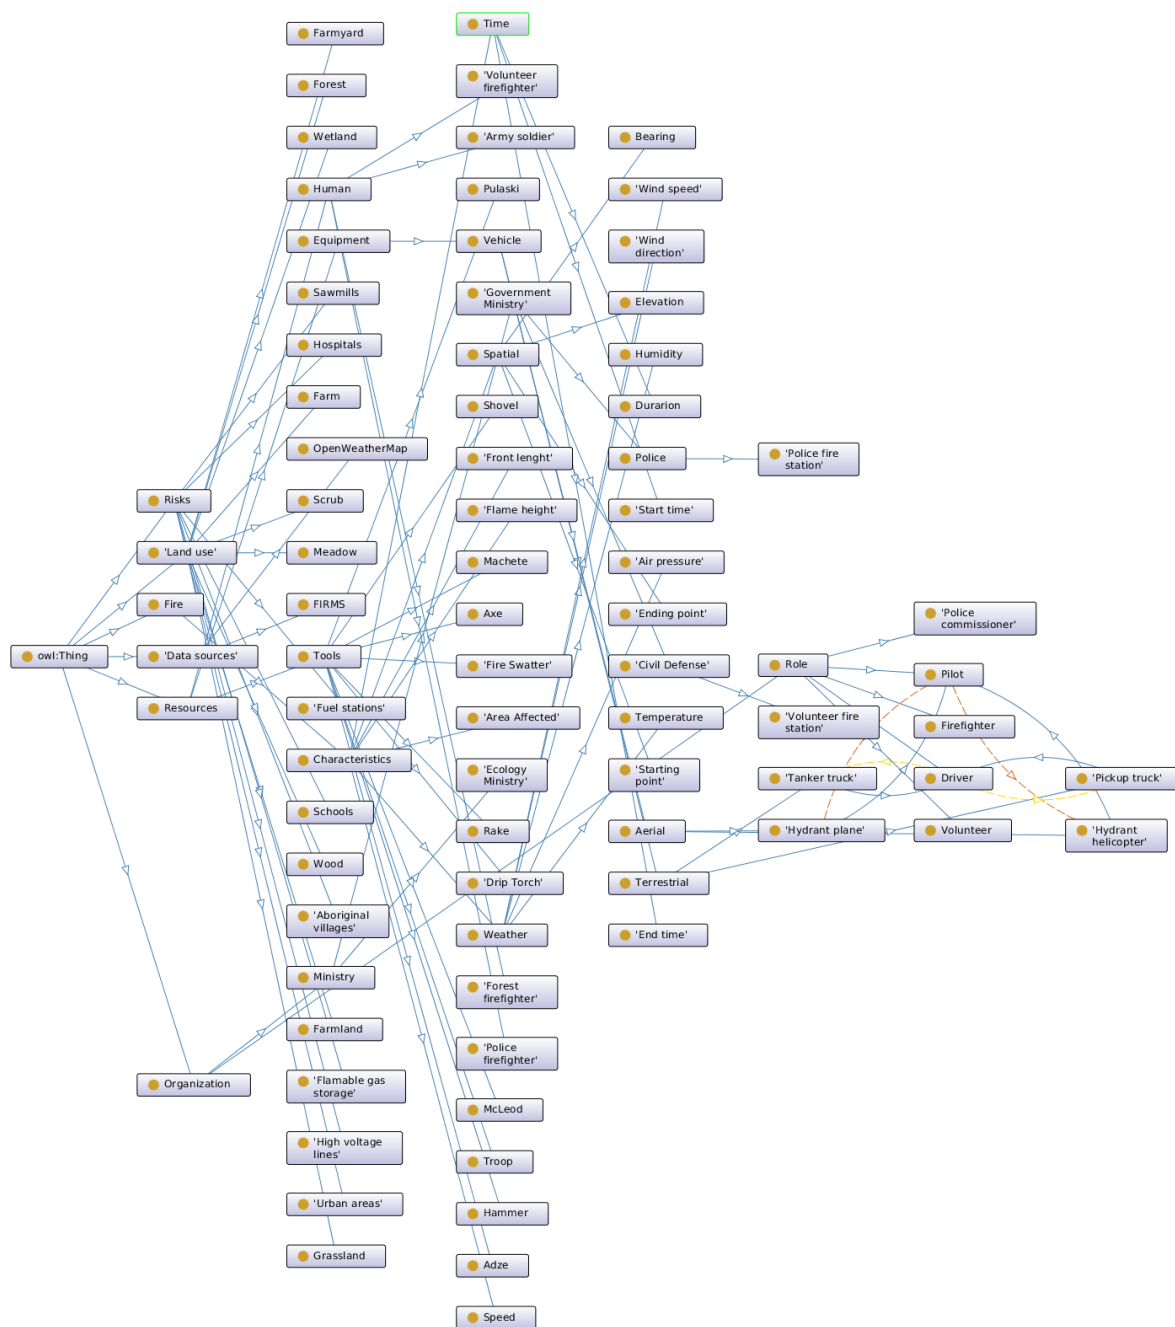 owl:Thing
Risks
'Land use'
Fire
'Data sources'
Resources
Organization
Farmyard
Forest
Wetland
Human
Equipment
Sawmills
Hospitals
Farm
OpenWeatherMap
Scrub
Meadow
FIRMS
Tools
'Fuel stations'
Characteristics
Schools
Wood
'Aboriginal
villages'
Ministry
Farmland
'Flamable gas
storage'
'High voltage
lines'
'Urban areas'
Grassland
Time
'Volunteer
firefighter'
'Army soldier'
Pulaski
Vehicle
'Government
Ministry'
Spatial
Shovel
'Front lenght'
'Flame height'
Machete
Axe
'Fire Swatter'
'Area Affected'
'Ecology
Ministry'
Rake
'Drip Torch'
Weather
'Forest
firefighter'
'Police
firefighter'
McLeod
Troop
Hammer
Adze
Speed
Bearing
'Wind speed'
'Wind
direction'
Elevation
Humidity
Durarion
Police
'Start time'
'Air pressure'
'Ending point'
'Civil Defense'
Temperature
'Starting
point'
Aerial
Terrestrial
'End time'
'Police fire
station'
Role
'Volunteer fire
station'
'Tanker truck'
'Hydrant plane'
'Police
commissioner'
Pilot
Firefighter
Driver
Volunteer
'Pickup truck'
'Hydrant
helicopter'